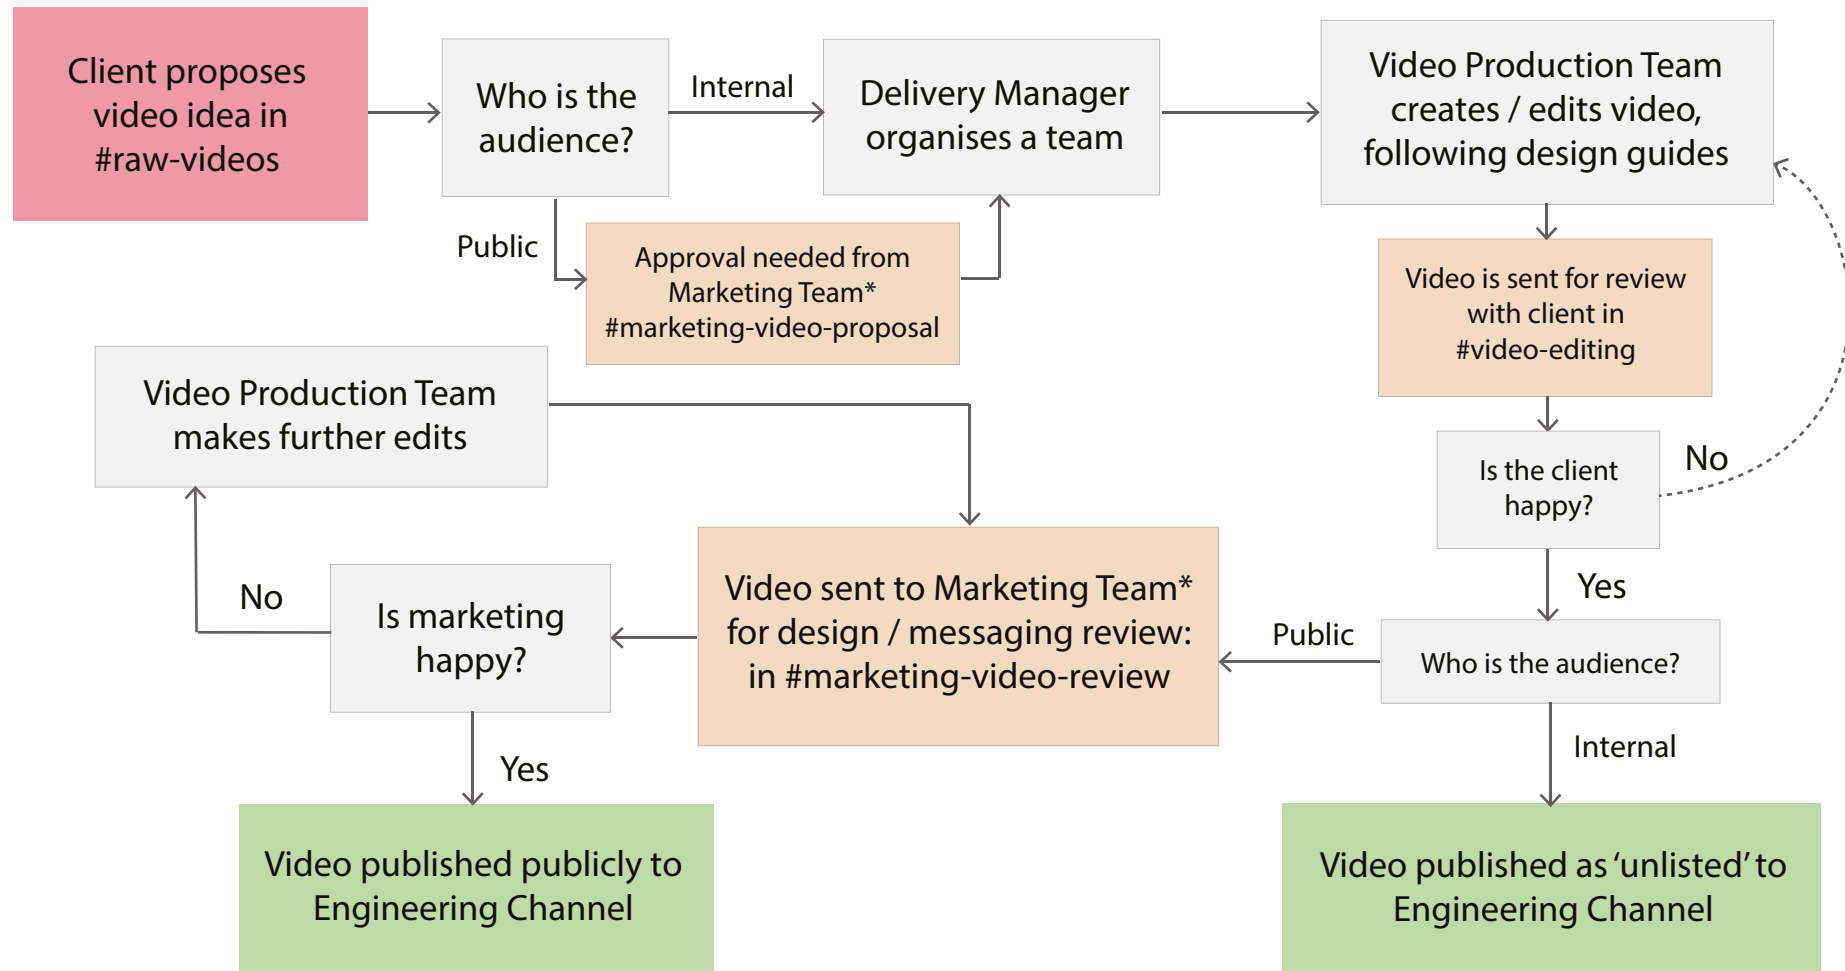 Client proposes
video idea in
#raw-videos
Who is the
audience?
Internal
Delivery Manager
organises a team
Video Production Team
creates / edits video,
following design guides
Public
Approval needed from
Marketing Team*
#marketing-video-proposal
Video is sent for review
with client in
#video-editing
Is the client
happy?
No
Yes
Who is the audience?
Public
Internal
Video sent to Marketing Team*
for design / messaging review:
in #marketing-video-review
Is marketing
happy?
No
Video Production Team
makes further edits
Yes
Video published publicly to
Engineering Channel
Video published as ‘unlisted’ to
Engineering Channel